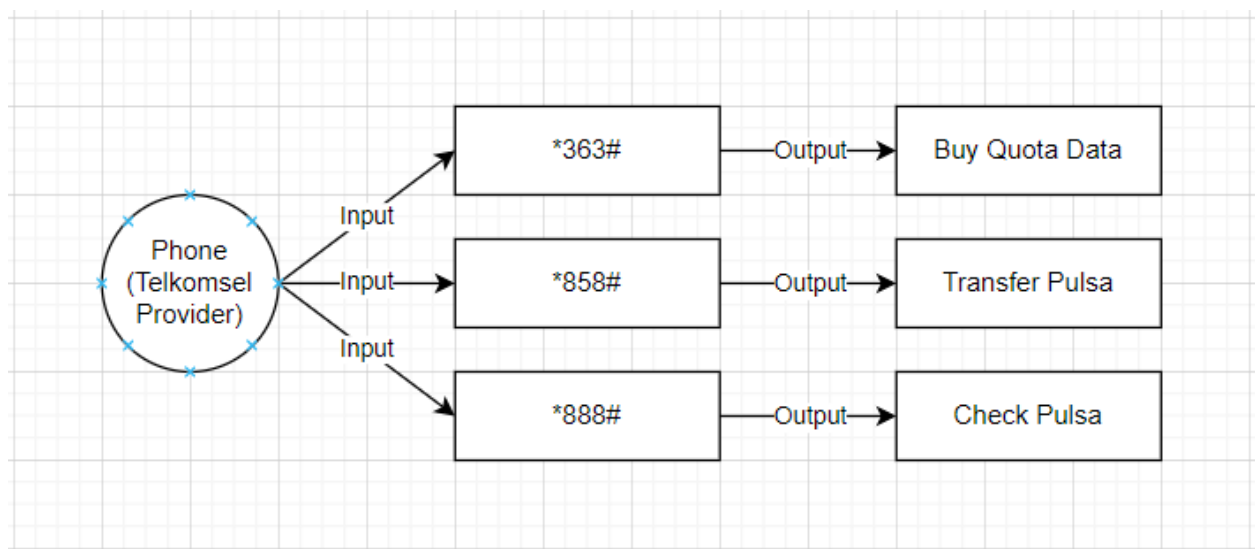 *363#
Output
Buy Quota Data
Input
Phone
(Telkomsel
Provider)
Input
*858#
Output
Transfer Pulsa
Input
*888#
Output
Check Pulsa